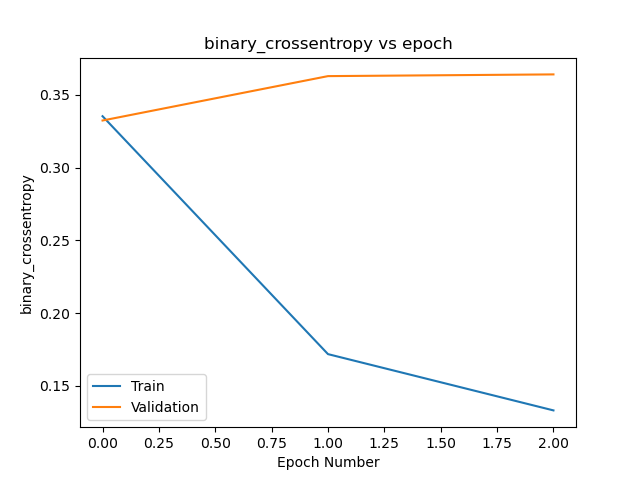 binary_crossentropy vs epoch
binary_crossentropy
0.35
0.30
0.25
0.20
0.15
Train
Validation
0.00 0.25 0.50 0.75 1.00 1.25 1.50 1.75 2.00
Epoch Number